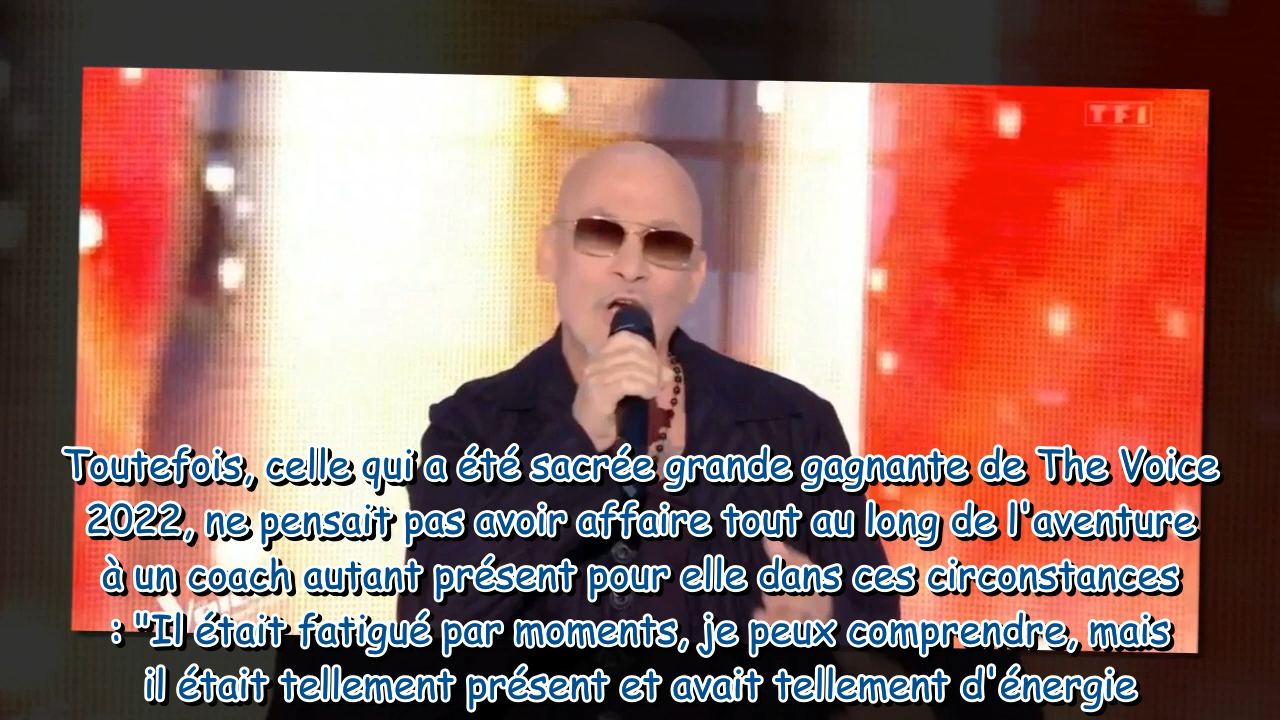 TF1
Toutefois, celle qui a été sacrée grande gagnante de The Voice
2022, ne pensait pas avoir affaire tout au long de l'aventure
à un coach autant présent pour elle dans ces circonstances
: "Il était fatigué par moments, je peux comprendre, mais
il était tellement présent et avait tellement d'énergie